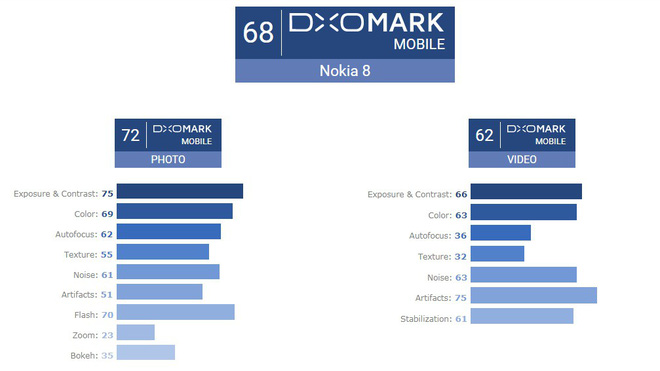 68 DXOMARK
MOBILE
Nokia 8
72 DXOMARK
MOBILE
PHOTO
Exposure & Contrast: 75
Color: 69
Autofocus: 62
Texture: 55
Noise: 61
Artifacts: 51
Flash: 70
Zoom: 23
Bokeh: 35
62 DXOMARK
MOBILE
VIDEO
Exposure & Contrast: 66
Color: 63
Autofocus: 36
Texture: 32
Noise: 63
Artifacts: 75
Stabilization: 61